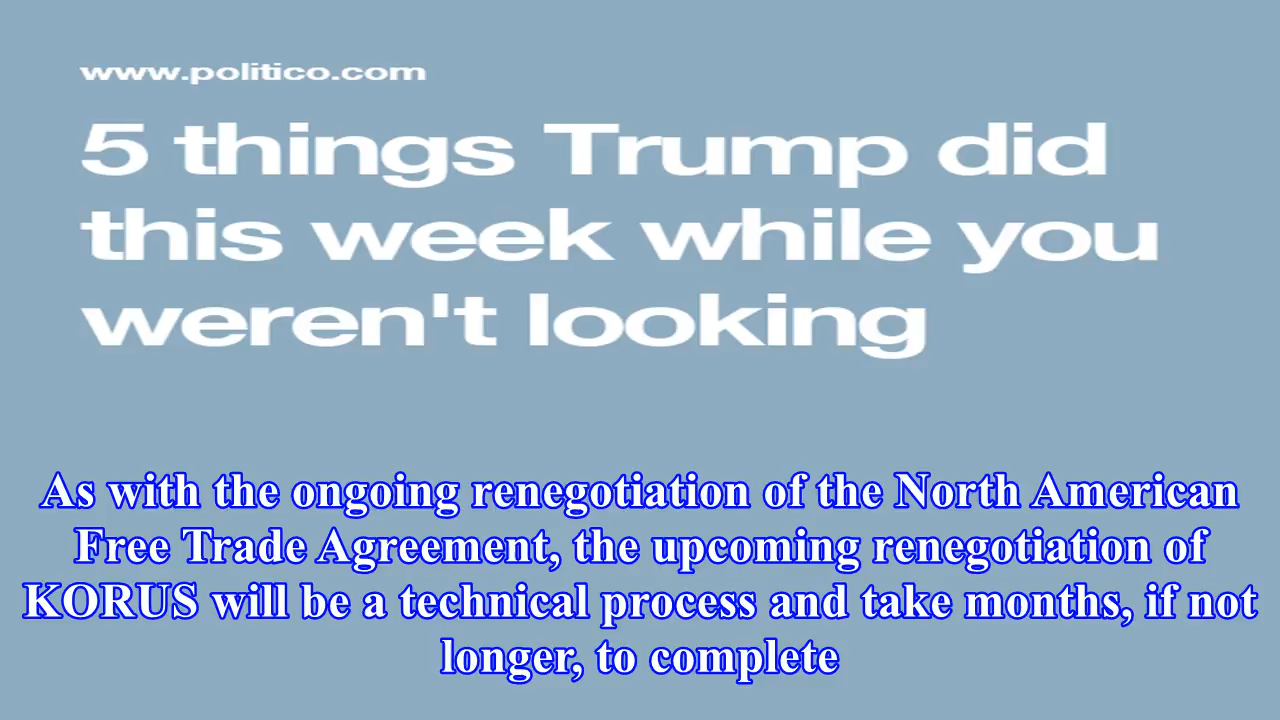 www.politico.com
5 things Trump did
this week while you
weren't looking
As with the ongoing renegotiation of the North American
Free Trade Agreement, the upcoming renegotiation of
KORUS will be a technical process and take months, if not
longer, to complete